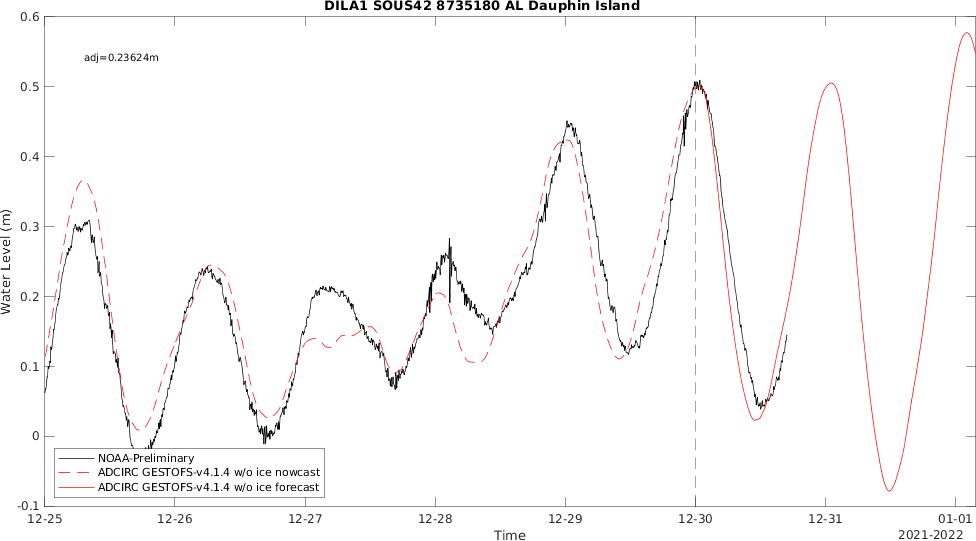 DILA1 SOUS42 8735180 AL Dauphin Island
adj=0.23624m
Water Level (m)
0.6
0.5
0.4
0.3
0.2
0.1
0
-0.1
NOAA-Preliminary
ADCIRC GESTOFS-v4.1.4 w/o ice nowcast
ADCIRC GESTOFS-v4.1.4 w/o ice forecast
12-25 12-26 12-27 12-28 12-29 12-30 12-31 01-01
Time
2021-2022